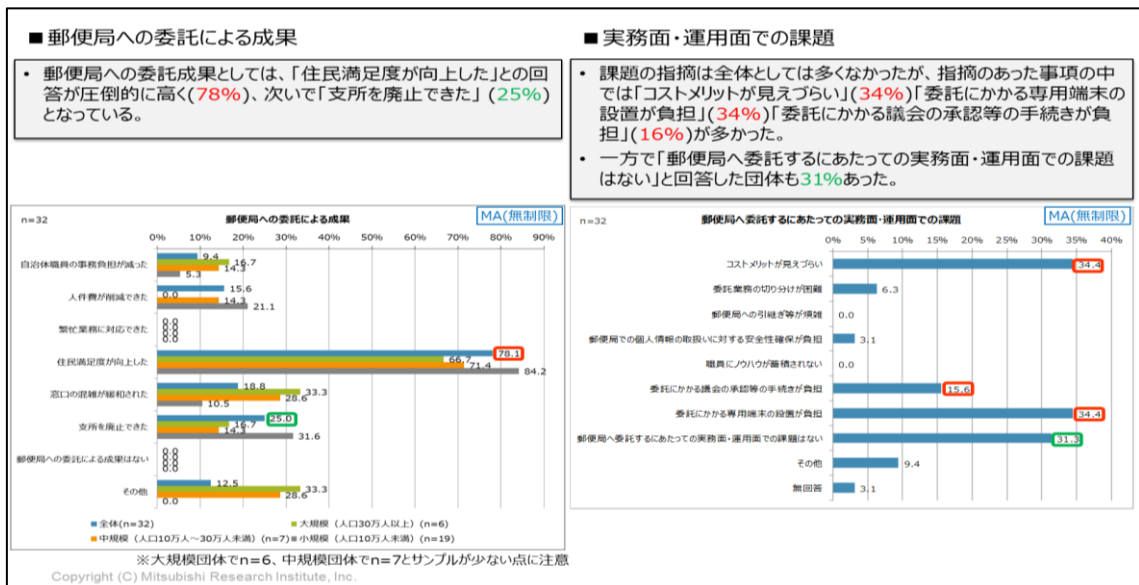 ■郵便局への委託による成果
• 郵便局への委託成果としては、「住民満足度が向上した」との回
答が圧倒的に高く(78%)、次いで「支所を廃止できた」(25%)
となっている。
n=32
郵便局への委託による成果
MA(無制限)
0% 10% 20% 30% 40% 50% 60% 70% 80% 90%
自治体職員の事務負担が減った
9.4
16.7
14.3
5.3
人件費が削減できた
15.6
0.0
14.3
21.1
繁忙業務に対応できた
0.0
0.0
0.0
0.0
住民満足度が向上した
78.1
66.7
71.4
84.2
窓口の混雑が緩和された
18.8
33.3
28.6
10.5
支所を廃止できた
25.0
16.7
14.3
31.6
郵便局への委託による成果はない
0.0
0.0
0.0
0.0
その他
12.5
33.3
28.6
0.0
全体(n=32)
大規模（人口30万人以上）(n=6)
中規模（人口10万人～30万人未満）(n=7)
小規模（人口10万人未満）(n=19)
※大規模団体でn=6、中規模団体でn=7とサンプルが少ない点に注意
■実務面・運用面での課題
• 課題の指摘は全体としては多くなかったが、指摘のあった事項の中
では「コストメリットが見えづらい」(34%)「委託にかかる専用端末の
設置が負担」(34%)「委託にかかる議会の承認等の手続きが負
担」(16%)が多かった。
• 一方で「郵便局へ委託するにあたっての実務面・運用面での課題
はない」と回答した団体も31%あった。
n=32
郵便局へ委託するにあたっての実務面・運用面での課題
MA(無制限)
0% 5% 10% 15% 20% 25% 30% 35% 40%
コストメリットが見えづらい
34.4
委託業務の切り分けが困難
6.3
郵便局への引継ぎ等が煩雑
0.0
郵便局での個人情報の取扱いに対する安全性確保が負担
3.1
職員にノウハウが蓄積されない
0.0
委託にかかる議会の承認等の手続きが負担
15.6
委託にかかる専用端末の設置が負担
34.4
郵便局へ委託するにあたっての実務面・運用面での課題はない
31.3
その他
9.4
無回答
3.1
Copyright (C) Mitsubishi Research Institute, Inc.